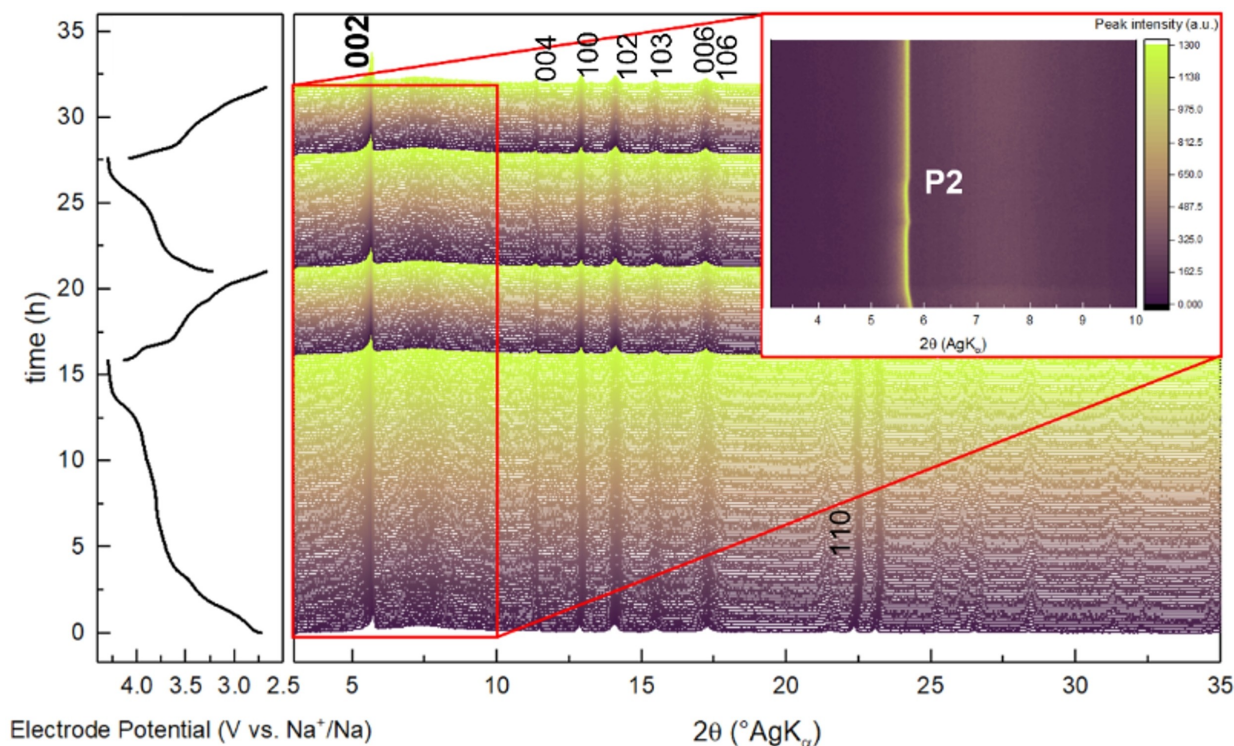 35
30
25
20
15
10
5
0
time (h)
4.0 3.5 3.0 2.5
Electrode Potential (V vs. Na⁺/Na)
002
004
100
102
103
006
106
110
5 10 15 20 25 30 35
2θ (°AgKα)
Peak intensity (a.u.)
1300
1138
975.0
812.5
650.0
487.5
325.0
162.5
0.000
P2
4 5 6 7 8 9 10
2θ (AgKα)